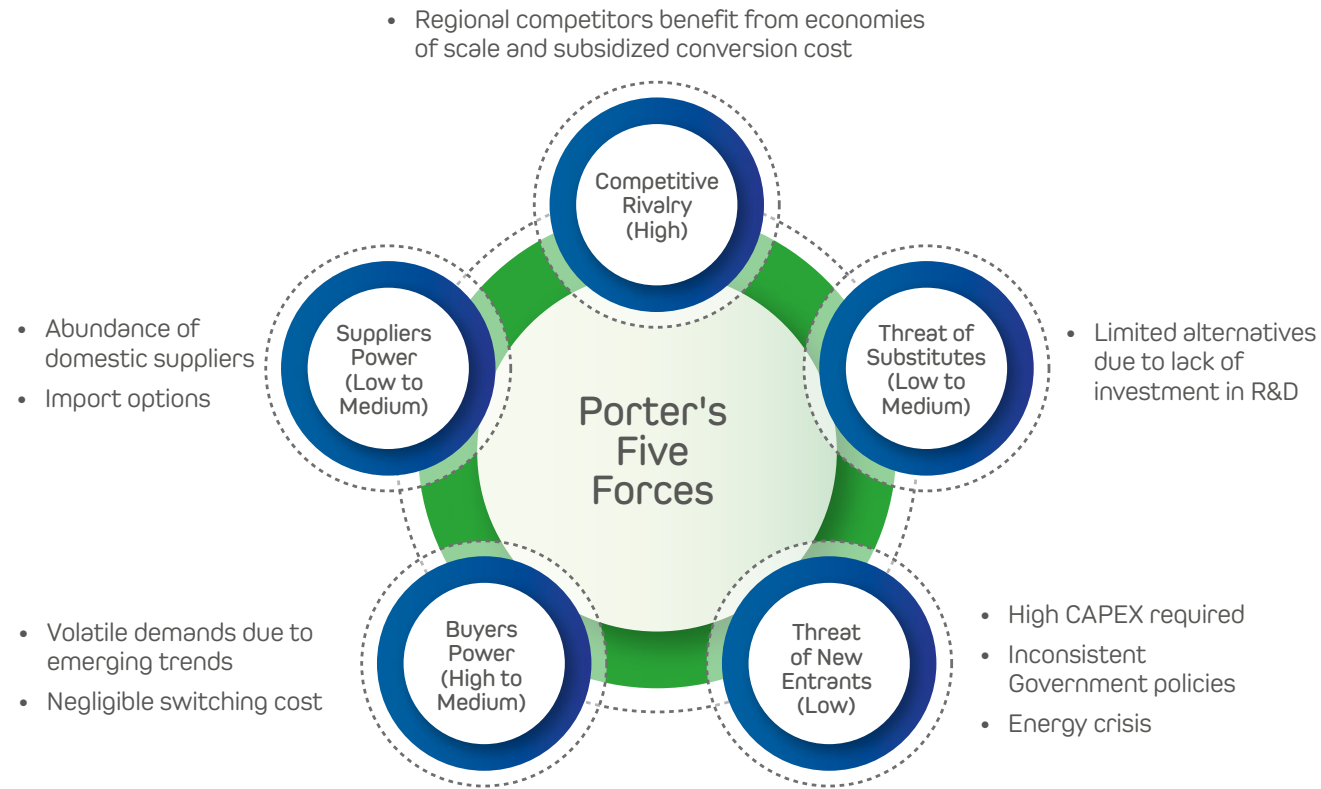 • Regional competitors benefit from economies
of scale and subsidized conversion cost
Competitive
Rivalry
(High)
Suppliers
Power
(Low to
Medium)
• Abundance of
domestic suppliers
• Import options
Threat of
Substitutes
(Low to
Medium)
• Limited alternatives
due to lack of
investment in R&D
Porter's
Five
Forces
Buyers
Power
(High to
Medium)
• Volatile demands due to
emerging trends
• Negligible switching cost
Threat
of New
Entrants
(Low)
• High CAPEX required
• Inconsistent
Government policies
• Energy crisis